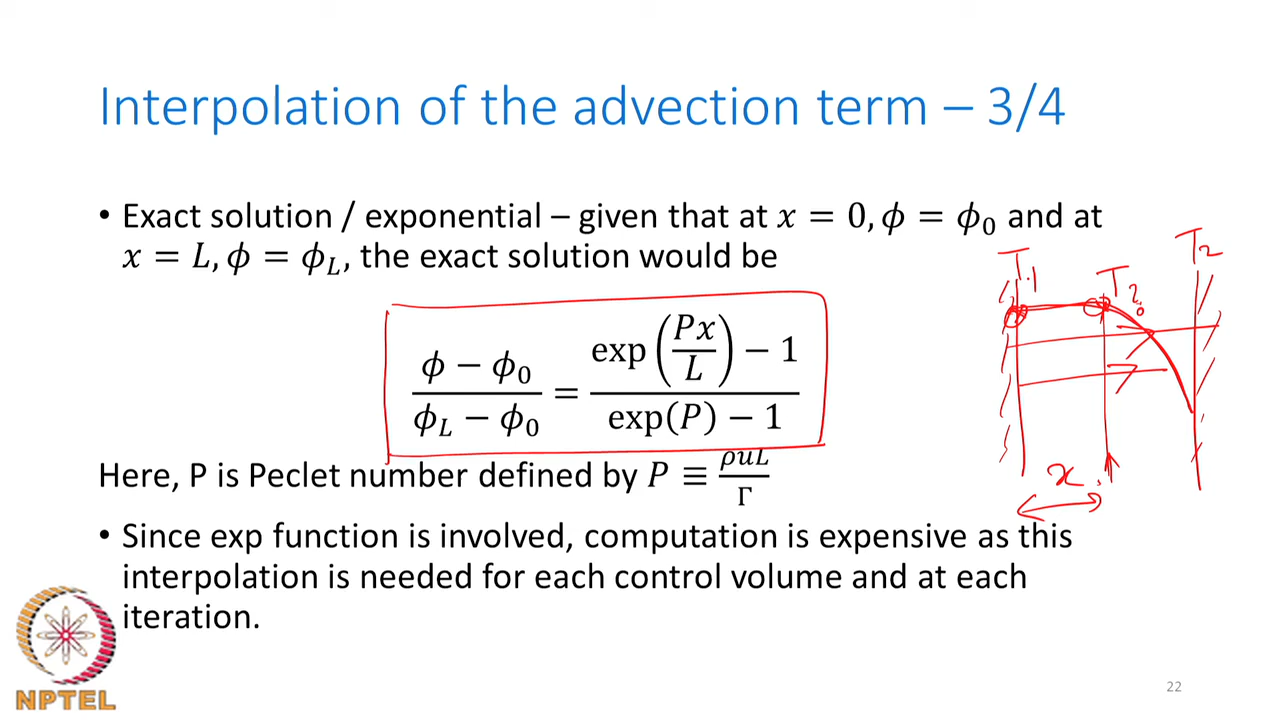 Interpolation of the advection term – 3/4
• Exact solution / exponential – given that at x = 0, ϕ = ϕ₀ and at
x = L, ϕ = ϕ_L, the exact solution would be
(ϕ − ϕ₀)/(ϕ_L − ϕ₀) = (exp(Px/L) − 1)/(exp(P) − 1)
Here, P is Peclet number defined by P ≡ ρuL/Γ
• Since exp function is involved, computation is expensive as this
interpolation is needed for each control volume and at each
iteration.
T₁
T?
T₂
x
NPTEL
22